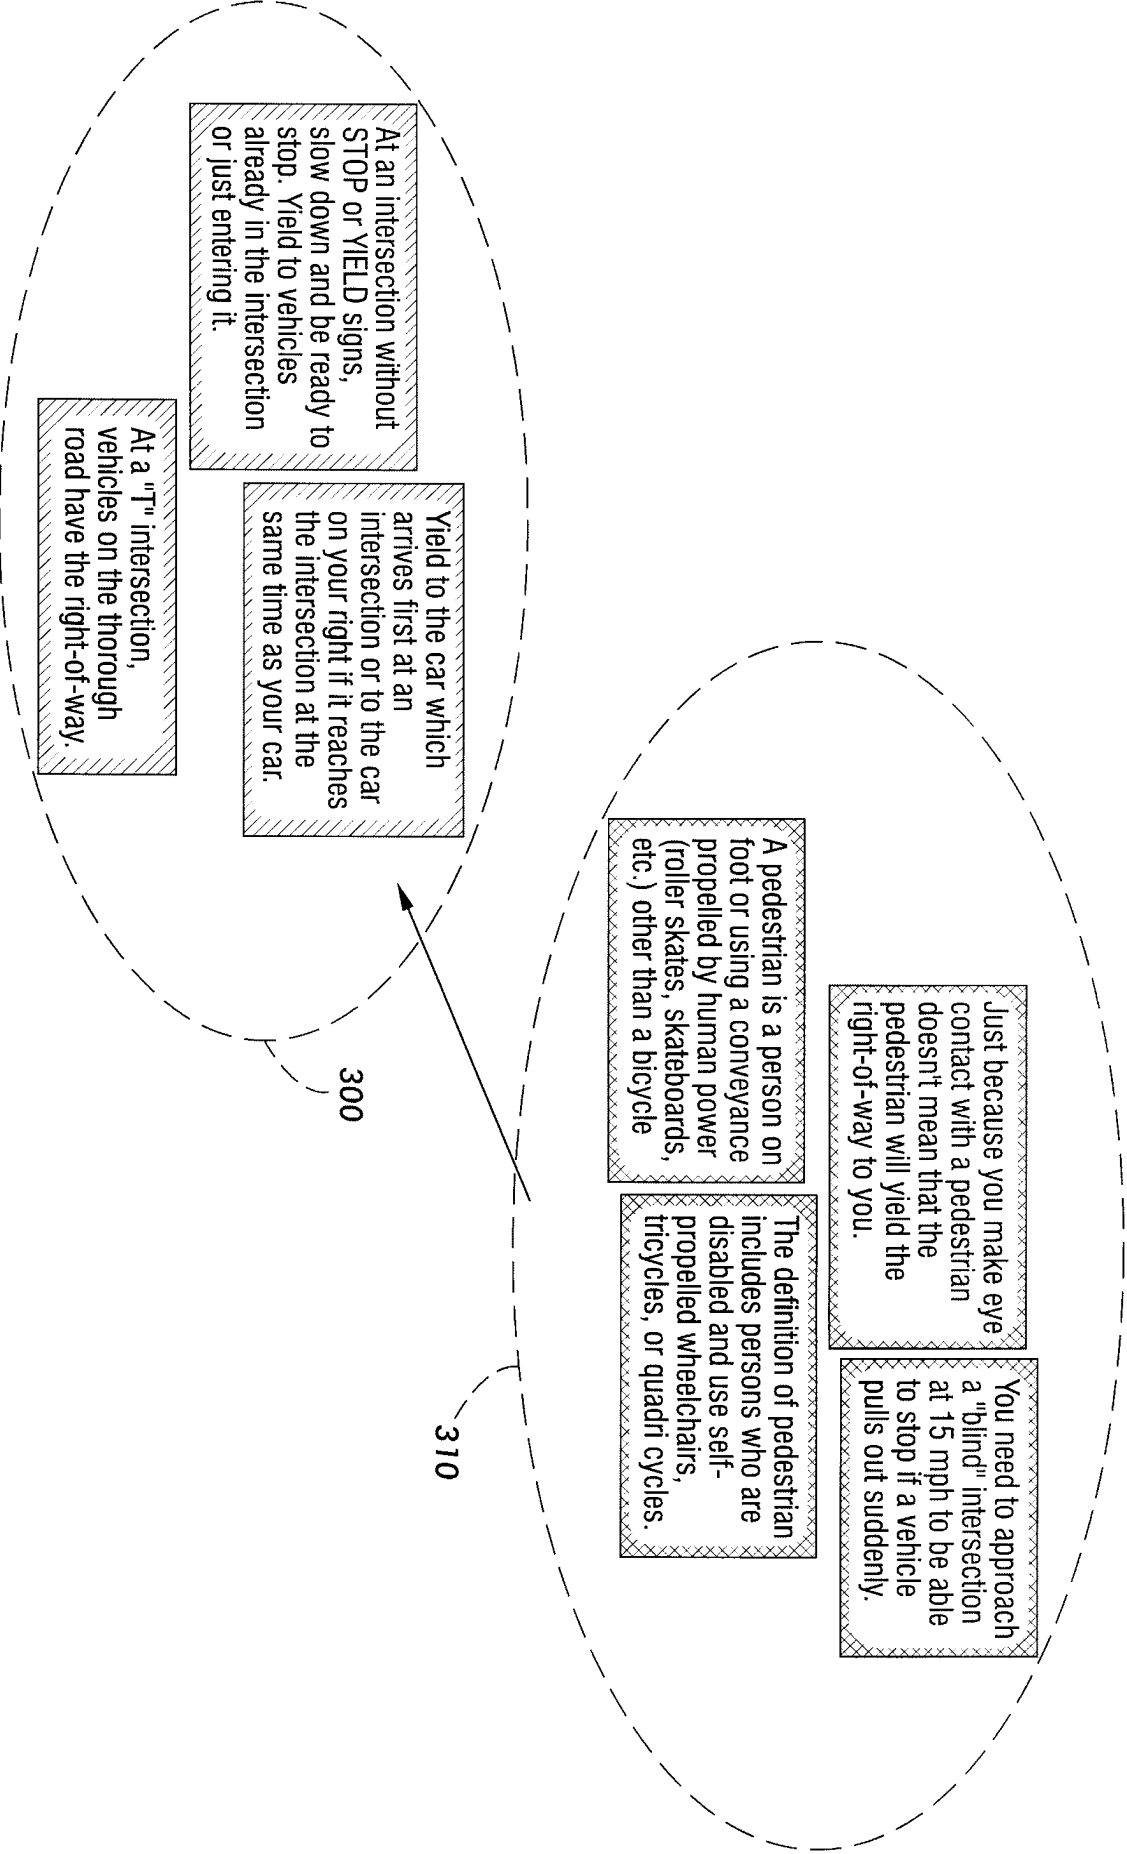 Just because you make eye
contact with a pedestrian
doesn't mean that the
pedestrian will yield the
right-of-way to you.
You need to approach
a "blind" intersection
at 15 mph to be able
to stop if a vehicle
pulls out suddenly.
A pedestrian is a person on
foot or using a conveyance
propelled by human power
(roller skates, skateboards,
etc.) other than a bicycle
The definition of pedestrian
includes persons who are
disabled and use self-
propelled wheelchairs,
tricycles, or quadri cycles.
310
At an intersection without
STOP or YIELD signs,
slow down and be ready to
stop. Yield to vehicles
already in the intersection
or just entering it.
Yield to the car which
arrives first at an
intersection or to the car
on your right if it reaches
the intersection at the
same time as your car.
At a "T" intersection,
vehicles on the thorough
road have the right-of-way.
300